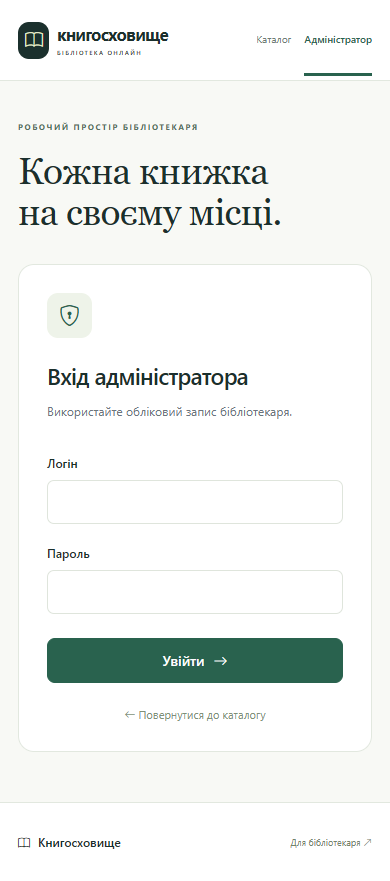 книгосховище
БІБЛІОТЕКА ОНЛАЙН
Каталог
Адміністратор
РОБОЧИЙ ПРОСТІР БІБЛІОТЕКАРЯ
Кожна книжка
на своєму місці.
Вхід адміністратора
Використайте обліковий запис бібліотекаря.
Логін
Пароль
Увійти →
← Повернутися до каталогу
Книгосховище
Для бібліотекаря ↗